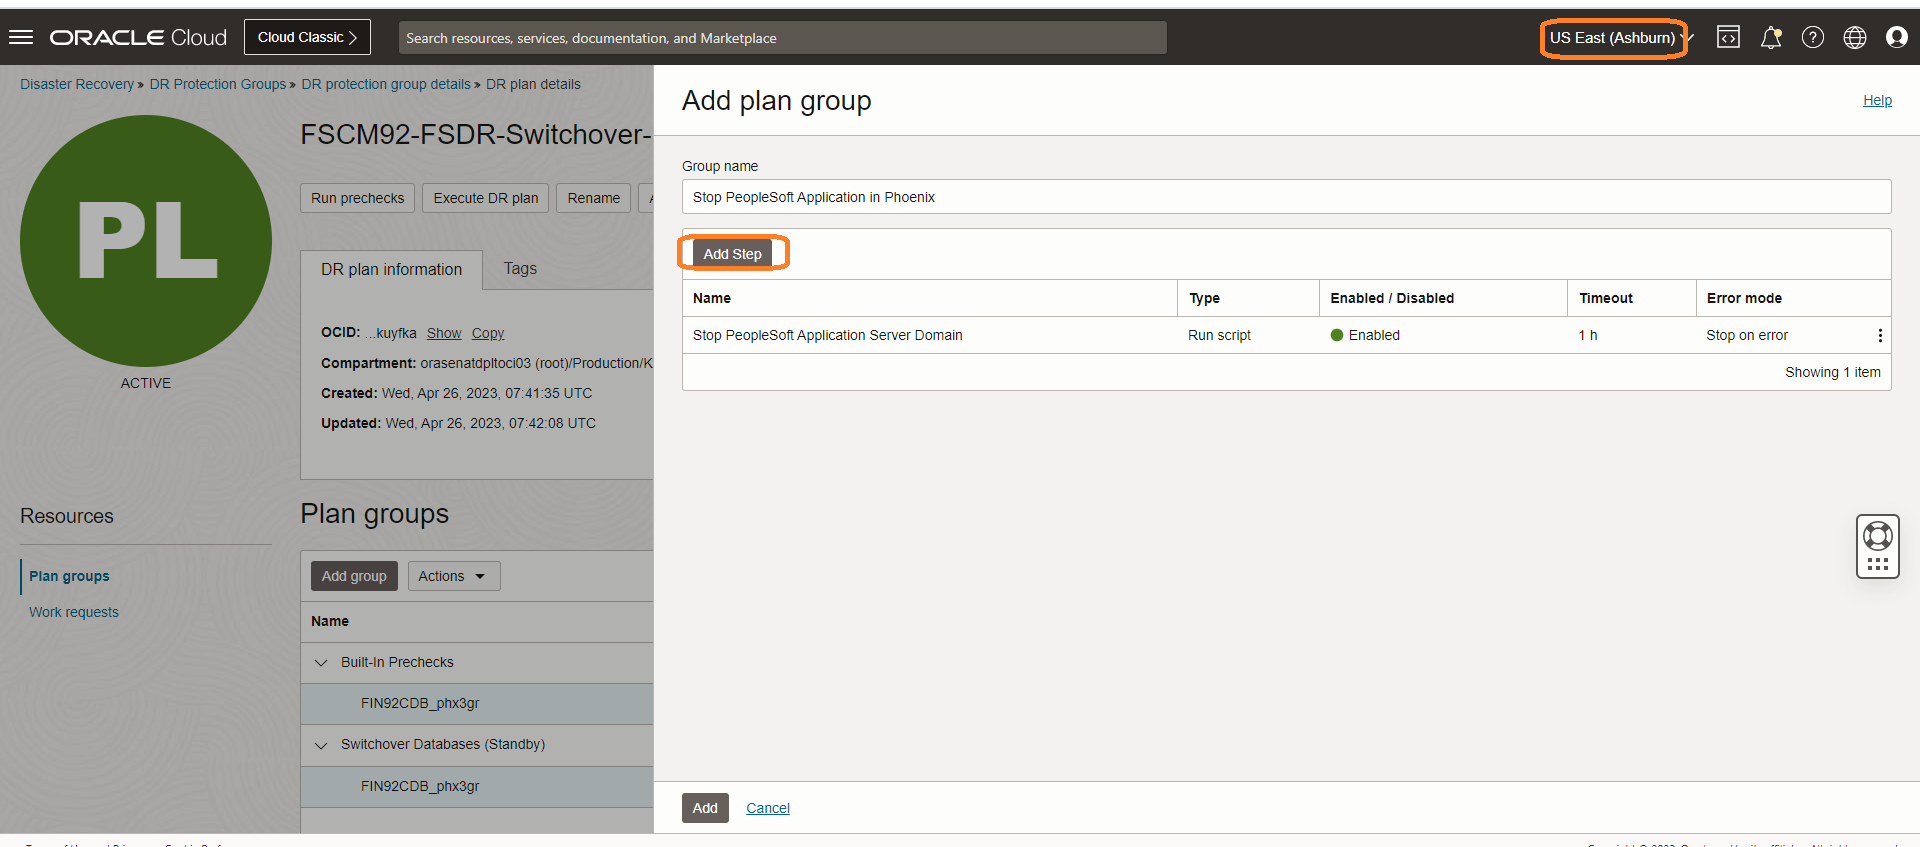 ORACLE Cloud
Cloud Classic
Search resources, services, documentation, and Marketplace
US East (Ashburn)
Disaster Recovery » DR Protection Groups » DR protection group details » DR plan details
PL
ACTIVE
FSCM92-FSDR-Switchover-
Run prechecks
Execute DR plan
Rename
DR plan information
Tags
OCID: ...kuyfka Show Copy
Compartment: orasenatdpltoci03 (root)/Production/K
Created: Wed, Apr 26, 2023, 07:41:35 UTC
Updated: Wed, Apr 26, 2023, 07:42:08 UTC
Resources
Plan groups
Work requests
Plan groups
Add group
Actions
Name
Built-In Prechecks
FIN92CDB_phx3gr
Switchover Databases (Standby)
FIN92CDB_phx3gr
Add plan group
Help
Group name
Stop PeopleSoft Application in Phoenix
Add Step
Name Type Enabled / Disabled Timeout Error mode
Stop PeopleSoft Application Server Domain Run script Enabled 1 h Stop on error
Showing 1 item
Add
Cancel